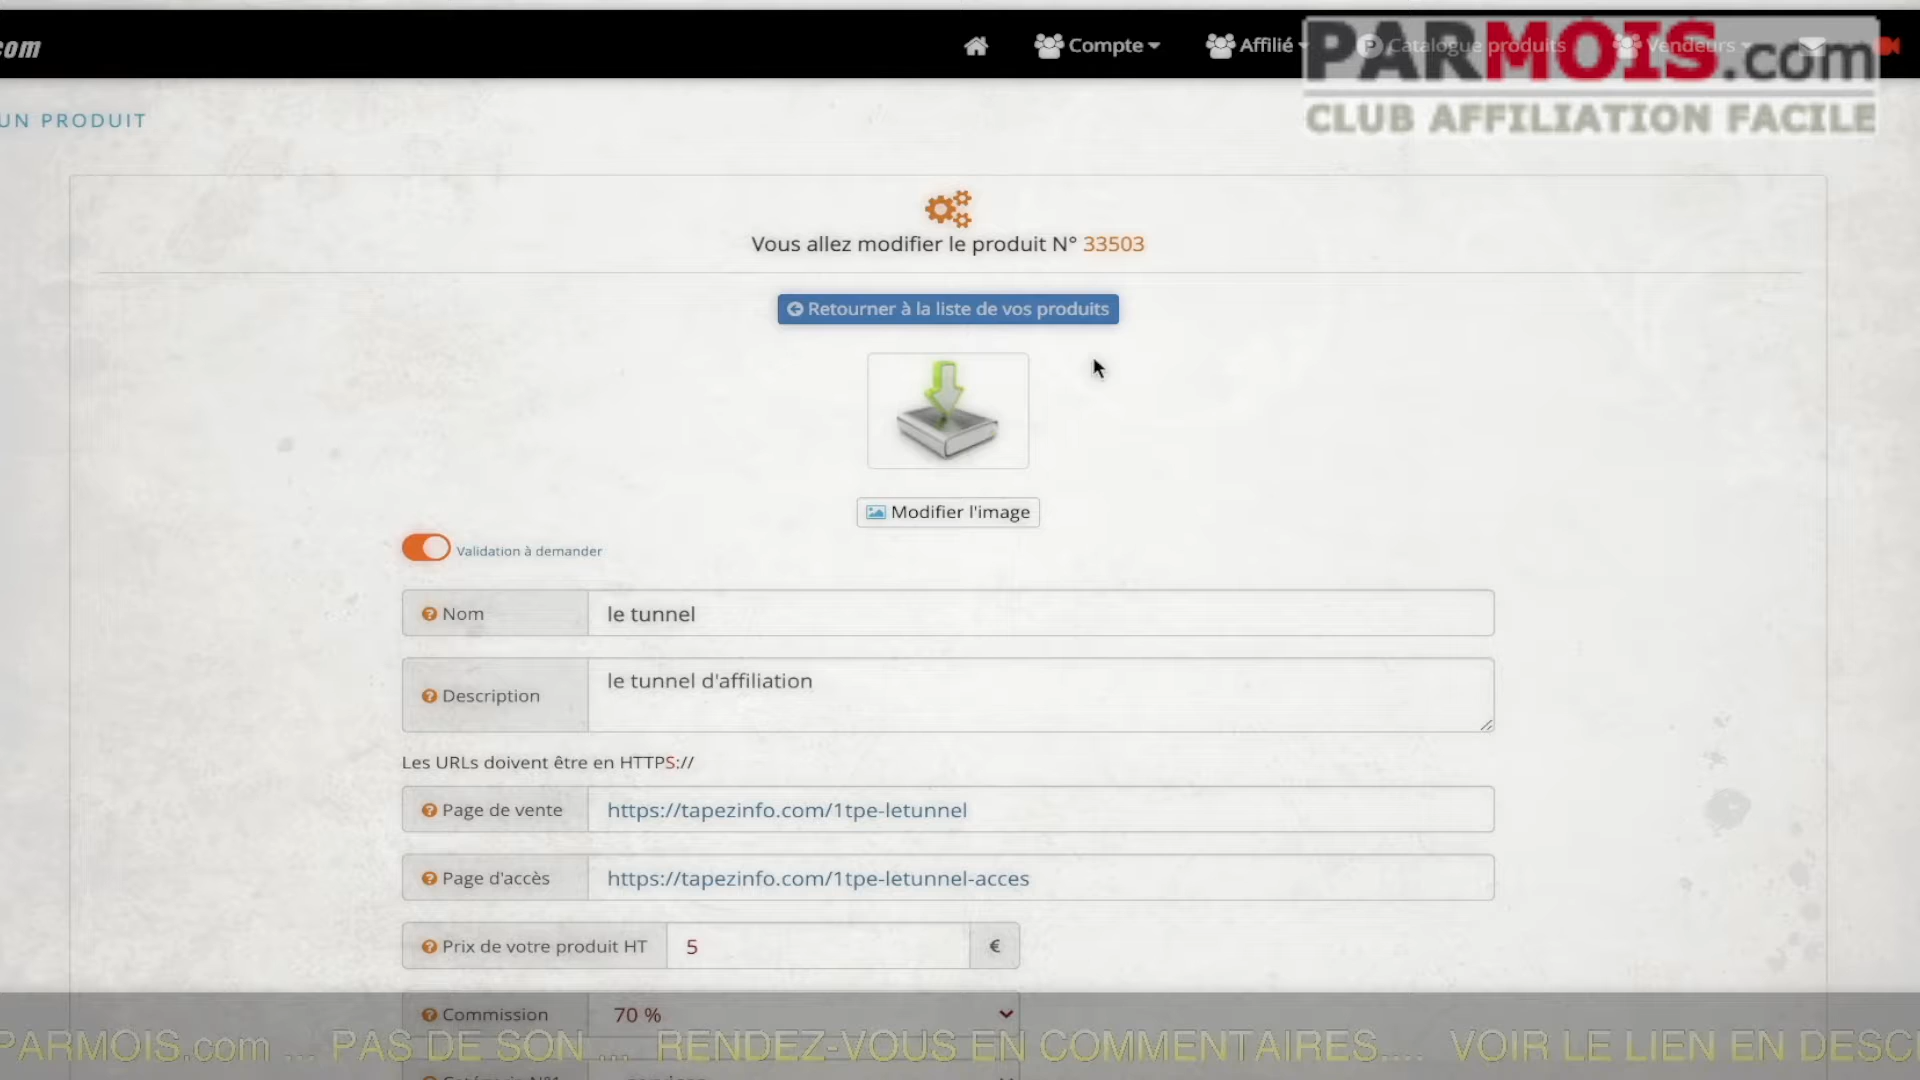 com
Compte
Affilié
Catalogue produits
Vendeurs
PARMOIS.com
CLUB AFFILIATION FACILE
UN PRODUIT
Vous allez modifier le produit N° 33503
Retourner à la liste de vos produits
Modifier l'image
Validation à demander
Nom
le tunnel
Description
le tunnel d'affiliation
Les URLs doivent être en HTTPS://
Page de vente
https://tapezinfo.com/1tpe-letunnel
Page d'accès
https://tapezinfo.com/1tpe-letunnel-acces
Prix de votre produit HT
5
€
Commission
70 %
PARMOIS.com ... PAS DE SON ... RENDEZ-VOUS EN COMMENTAIRES.... VOIR LE LIEN EN DESC